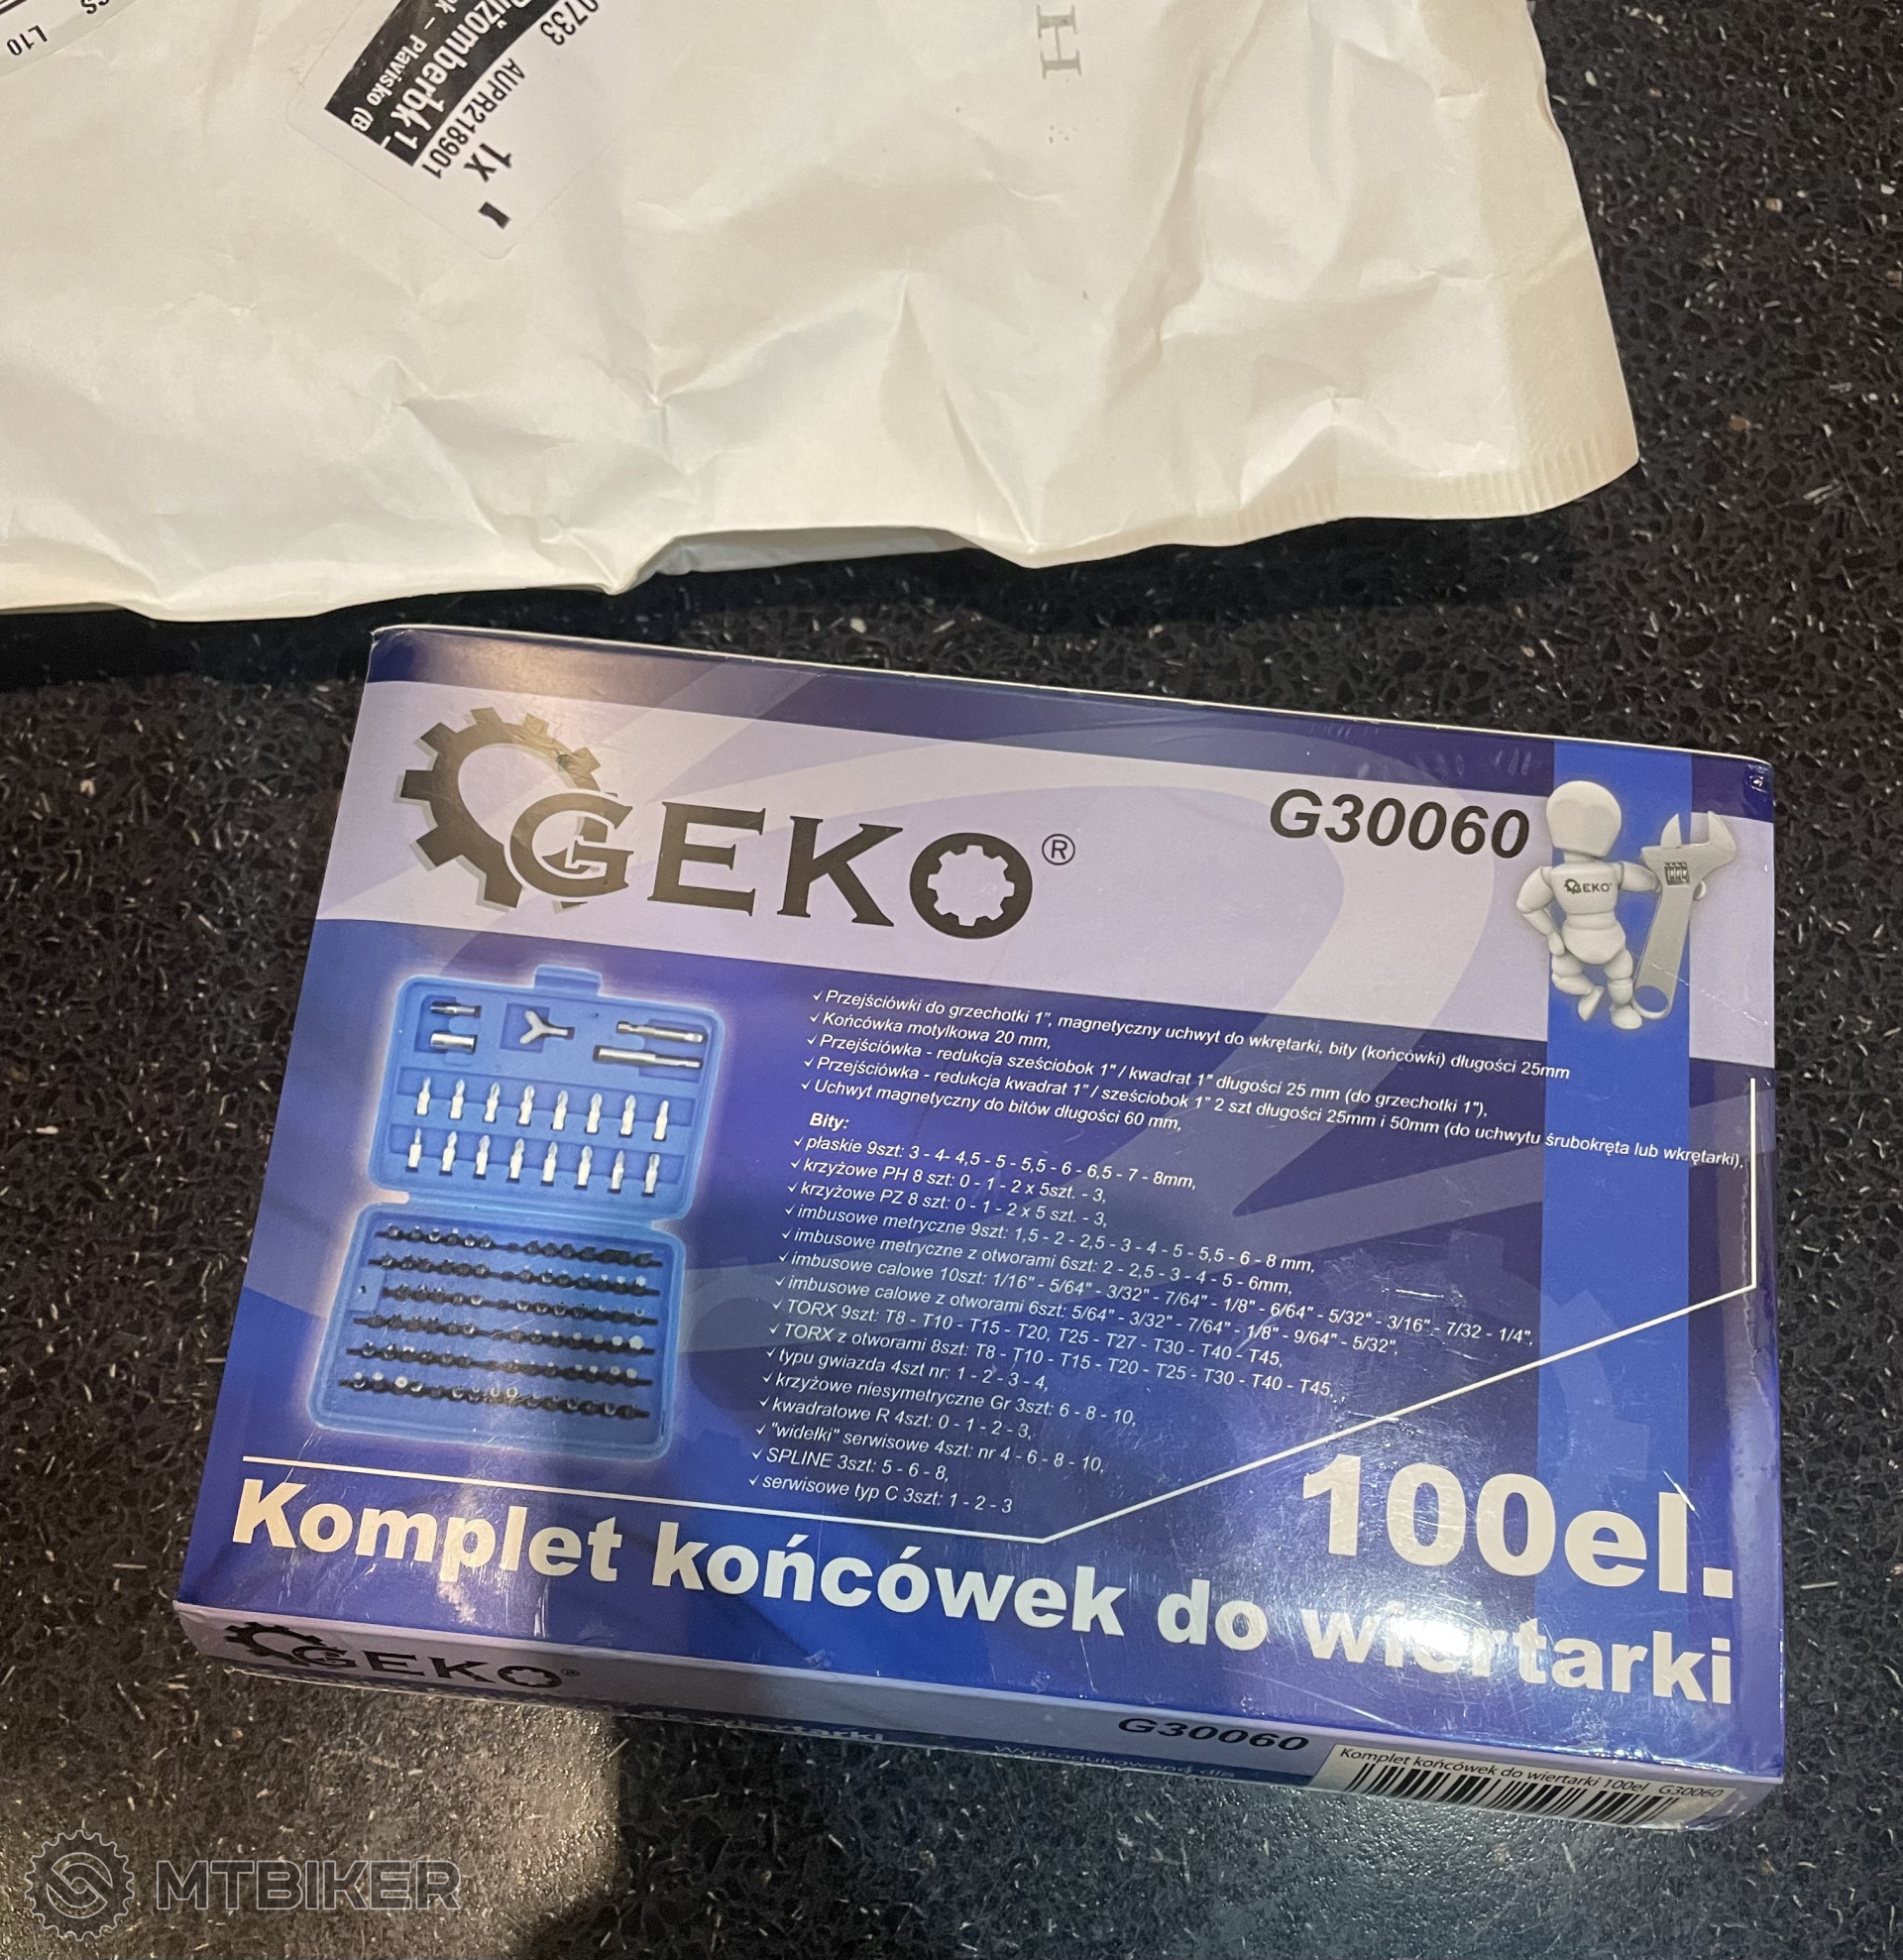 L10
0733
AUPR218901
1x
H
GEKO®
G30060
GEKO
✓ Przejściówki do grzechotki 1", magnetyczny uchwyt do wkrętarki, bity (końcówki) długości 25mm
✓ Końcówka motylkowa 20 mm,
✓ Przejściówka - redukcja sześciobok 1" / kwadrat 1" długości 25 mm (do grzechotki 1"),
✓ Przejściówka - redukcja kwadrat 1" / sześciobok 1" 2 szt długości 25mm i 50mm (do uchwytu śrubokręta lub wkrętarki),
✓ Uchwyt magnetyczny do bitów długości 60 mm,
Bity:
✓ płaskie 9szt: 3 - 4- 4,5 - 5 - 5,5 - 6 - 6,5 - 7 - 8mm,
✓ krzyżowe PH 8 szt: 0 - 1 - 2 x 5szt. - 3,
✓ krzyżowe PZ 8 szt: 0 - 1 - 2 x 5 szt. - 3,
✓ imbusowe metryczne 9szt: 1,5 - 2 - 2,5 - 3 - 4 - 5 - 5,5 - 6 - 8 mm,
✓ imbusowe metryczne z otworami 6szt: 2 - 2,5 - 3 - 4 - 5 - 6mm,
✓ imbusowe calowe 10szt: 1/16" - 5/64" - 3/32" - 7/64" - 1/8" - 6/64" - 5/32" - 3/16" - 7/32 - 1/4",
✓ imbusowe calowe z otworami 6szt: 5/64" - 3/32" - 7/64" - 1/8" - 9/64" - 5/32",
✓ TORX 9szt: T8 - T10 - T15 - T20, T25 - T27 - T30 - T40 - T45,
✓ TORX z otworami 8szt: T8 - T10 - T15 - T20 - T25 - T30 - T40 - T45,
✓ typu gwiazda 4szt nr: 1 - 2 - 3 - 4,
✓ krzyżowe niesymetryczne Gr 3szt: 6 - 8 - 10,
✓ kwadratowe R 4szt: 0 - 1 - 2 - 3,
✓ "widełki" serwisowe 4szt: nr 4 - 6 - 8 - 10,
✓ SPLINE 3szt: 5 - 6 - 8,
✓ serwisowe typ C 3szt: 1 - 2 - 3
100el.
Komplet końcówek do wiertarki
GEKO®
G30060
do wiertarki
Wyprodukowano dla
Komplet końcówek do wiertarki 100el G30060
MTBIKER